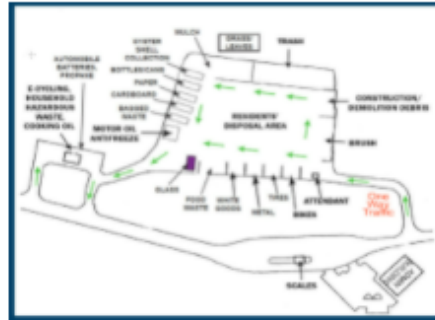 MULCH
GRASS/
LEAVES
TRASH
OYSTER
SHELL
COLLECTION
BOTTLES/CANS
PAPER
CARDBOARD
BAGGED
WASTE
MOTOR OIL
ANTIFREEZE
AUTOMOBILE
BATTERIES,
PROPANE
E-CYCLING,
HOUSEHOLD
HAZARDOUS
WASTE,
COOKING OIL
RESIDENTS'
DISPOSAL AREA
CONSTRUCTION/
DEMOLITION DEBRIS
BRUSH
GLASS
FOOD
WASTE
WHITE
GOODS
METAL
TIRES
BIKES
ATTENDANT
One
Way
Traffic
SCALES